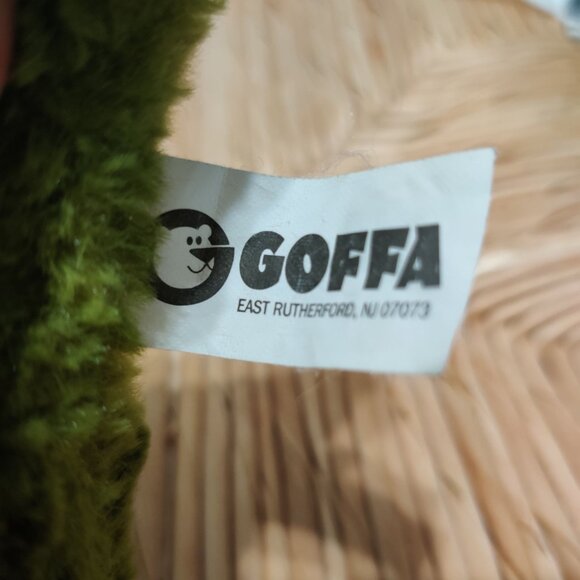 GOFFA
EAST RUTHERFORD, NJ 07073